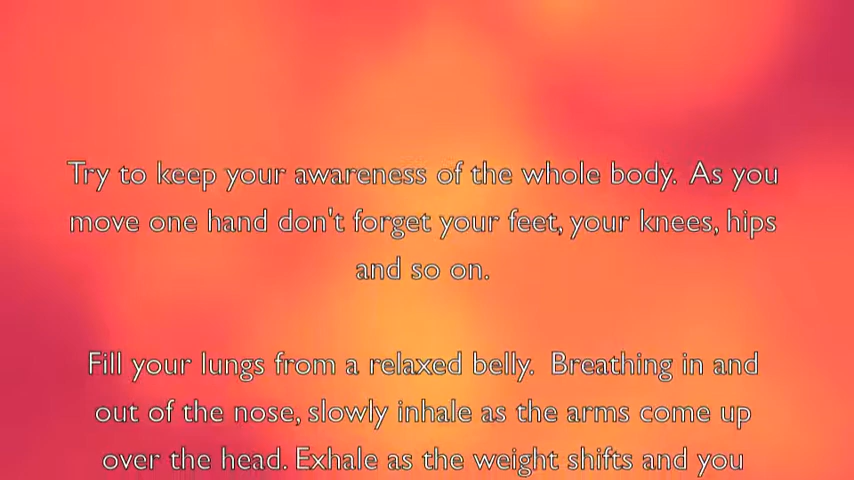 Try to keep your awareness of the whole body.  As you
move one hand don't forget your feet, your knees, hips
and so on.
Fill your lungs from a relaxed belly.  Breathing in and
out of the nose, slowly inhale as the arms come up
over the head. Exhale as the weight shifts and you